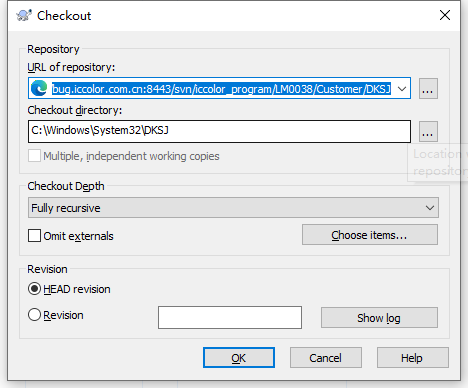 Checkout
Repository
URL of repository:
bug.iccolor.com.cn:8443/svn/iccolor_program/LM0038/Customer/DKSJ
...
Checkout directory:
C:\Windows\System32\DKSJ
...
Multiple, independent working copies
Location
repository
Checkout Depth
Fully recursive
Omit externals
Choose items...
Revision
HEAD revision
Revision
Show log
OK
Cancel
Help